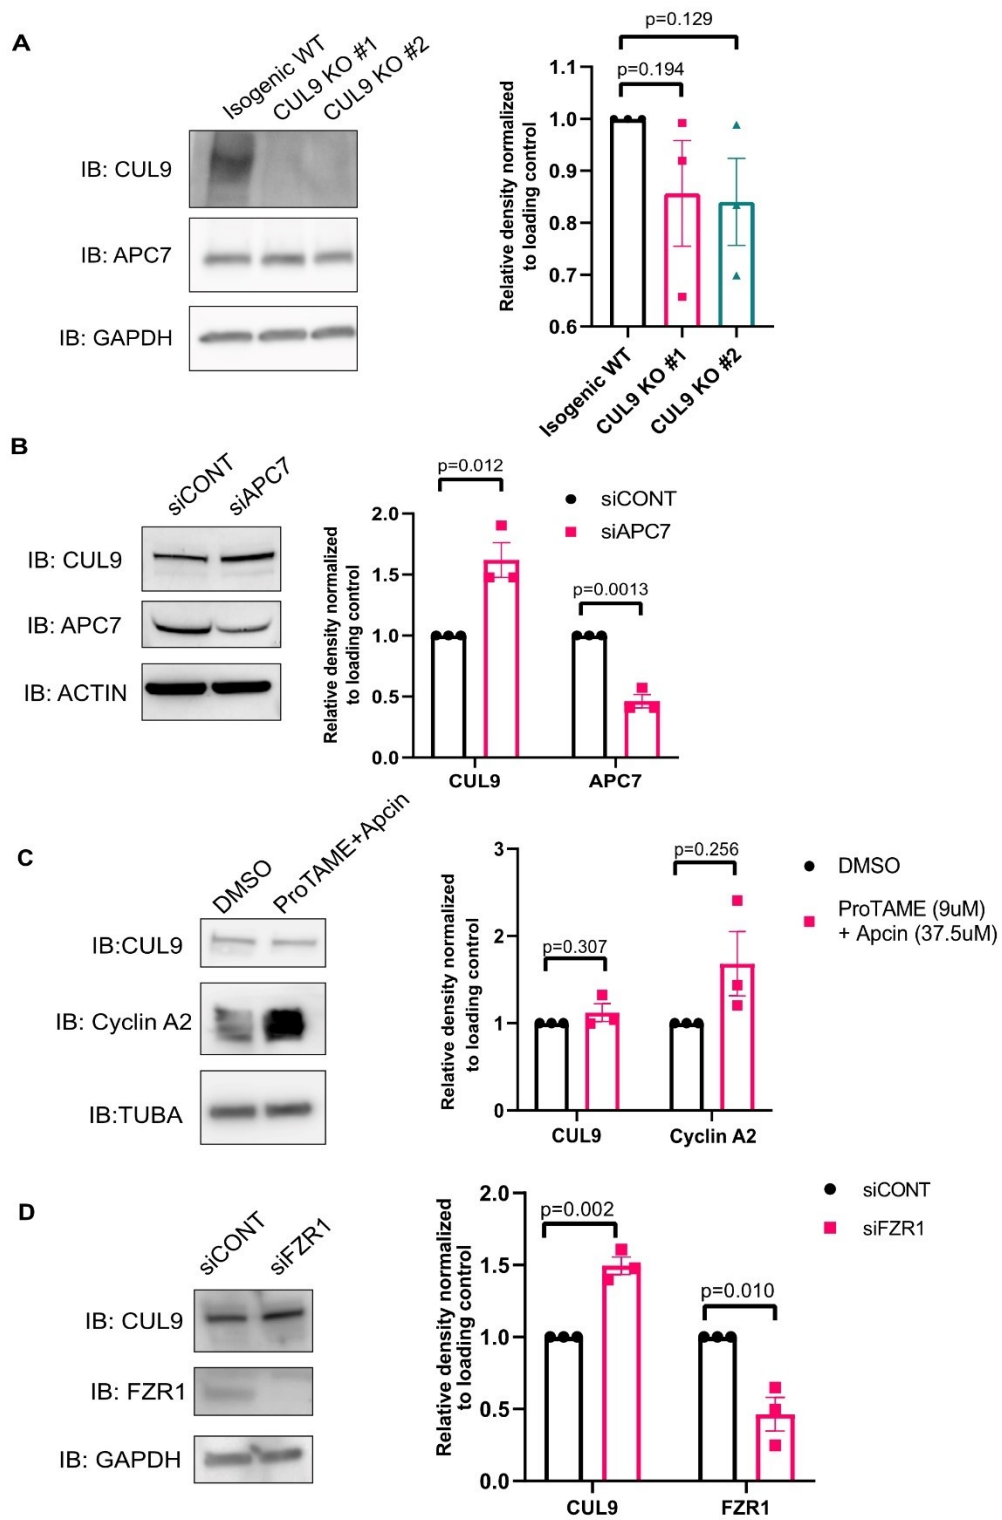 A
Isogenic WT
CUL9 KO #1
CUL9 KO #2
IB: CUL9
IB: APC7
IB: GAPDH
p=0.129
p=0.194
Relative density normalized
to loading control
1.1
1.0
0.9
0.8
0.7
0.6
Isogenic WT
CUL9 KO #1
CUL9 KO #2
B
siCONT
siAPC7
IB: CUL9
IB: APC7
IB: ACTIN
p=0.012
p=0.0013
siCONT
siAPC7
Relative density normalized
to loading control
2.0
1.5
1.0
0.5
0.0
CUL9
APC7
C
DMSO
ProTAME+Apcin
IB:CUL9
IB: Cyclin A2
IB:TUBA
p=0.307
p=0.256
DMSO
ProTAME (9uM)
+ Apcin (37.5uM)
Relative density normalized
to loading control
3
2
1
0
CUL9
Cyclin A2
D
siCONT
siFZR1
IB: CUL9
IB: FZR1
IB: GAPDH
p=0.002
p=0.010
siCONT
siFZR1
Relative density normalized
to loading control
2.0
1.5
1.0
0.5
0.0
CUL9
FZR1